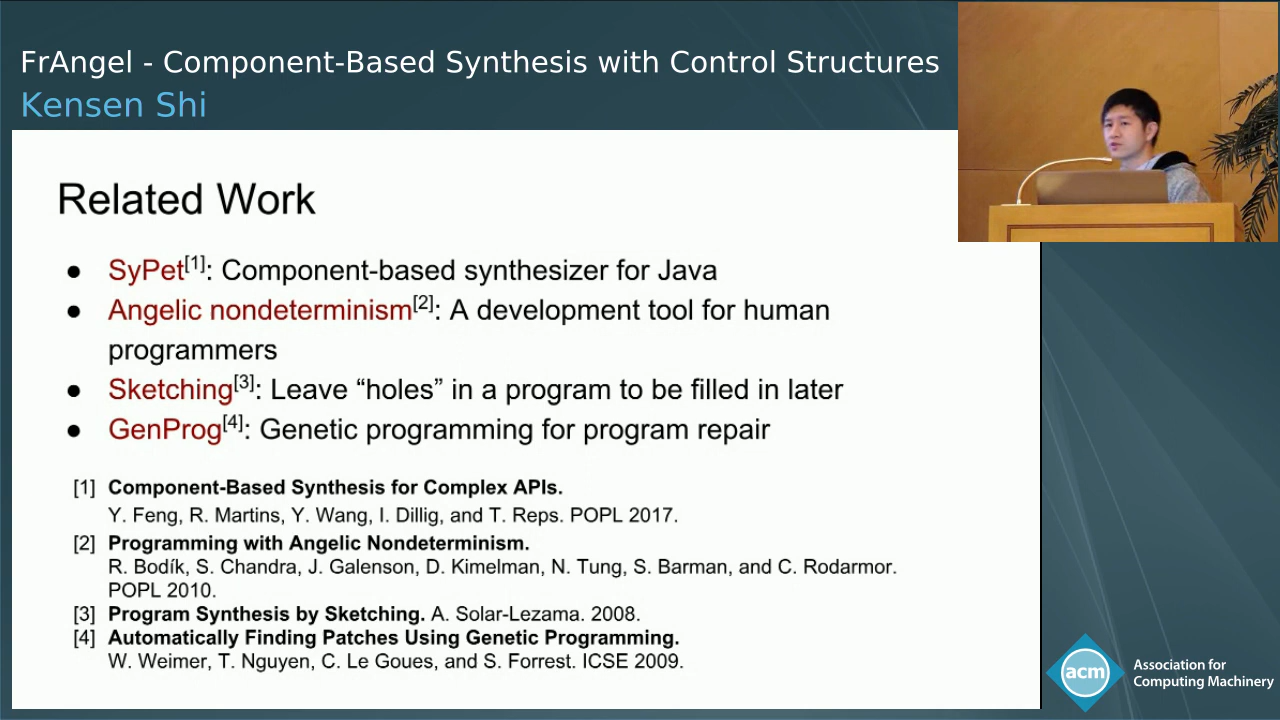 FrAngel - Component-Based Synthesis with Control Structures
Kensen Shi
Related Work
● SyPet[1]: Component-based synthesizer for Java
● Angelic nondeterminism[2]: A development tool for human
programmers
● Sketching[3]: Leave “holes” in a program to be filled in later
● GenProg[4]: Genetic programming for program repair
[1] Component-Based Synthesis for Complex APIs.
Y. Feng, R. Martins, Y. Wang, I. Dillig, and T. Reps. POPL 2017.
[2] Programming with Angelic Nondeterminism.
R. Bodík, S. Chandra, J. Galenson, D. Kimelman, N. Tung, S. Barman, and C. Rodarmor.
POPL 2010.
[3] Program Synthesis by Sketching. A. Solar-Lezama. 2008.
[4] Automatically Finding Patches Using Genetic Programming.
W. Weimer, T. Nguyen, C. Le Goues, and S. Forrest. ICSE 2009.
acm
Association for
Computing Machinery